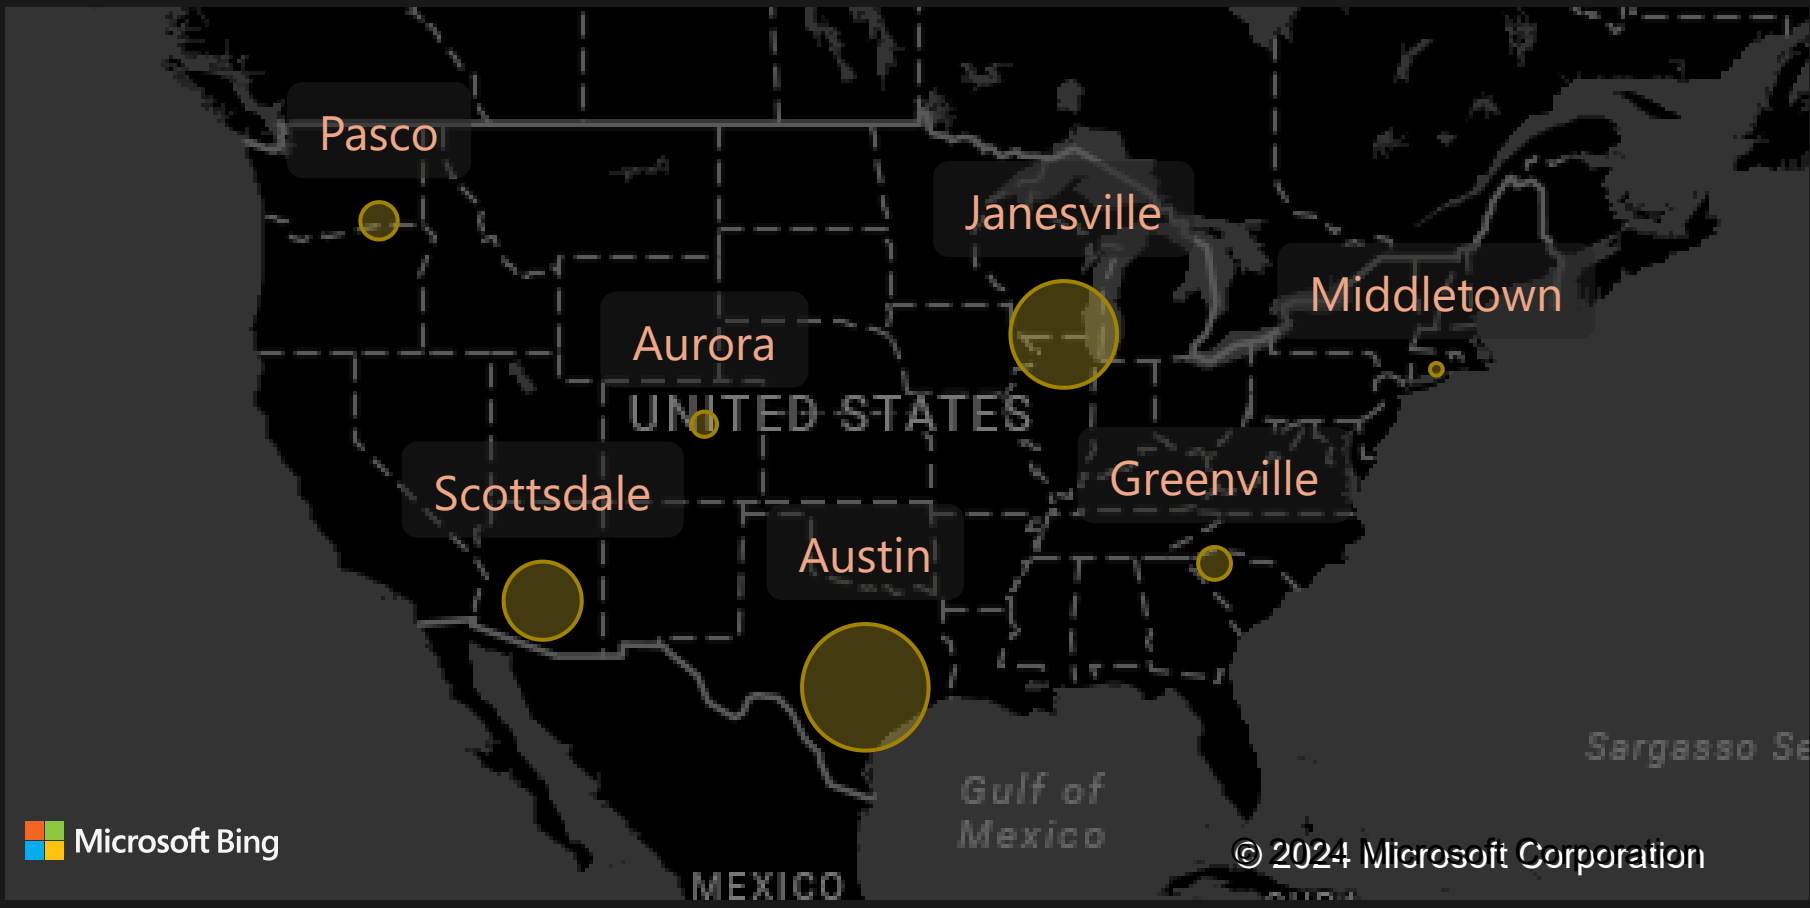 Pasco
Janesville
Middletown
Aurora
UNITED STATES
Scottsdale
Greenville
Austin
Sargasso Se
Gulf of
Mexico
Microsoft Bing
© 2024 Microsoft Corporation
MEXICO